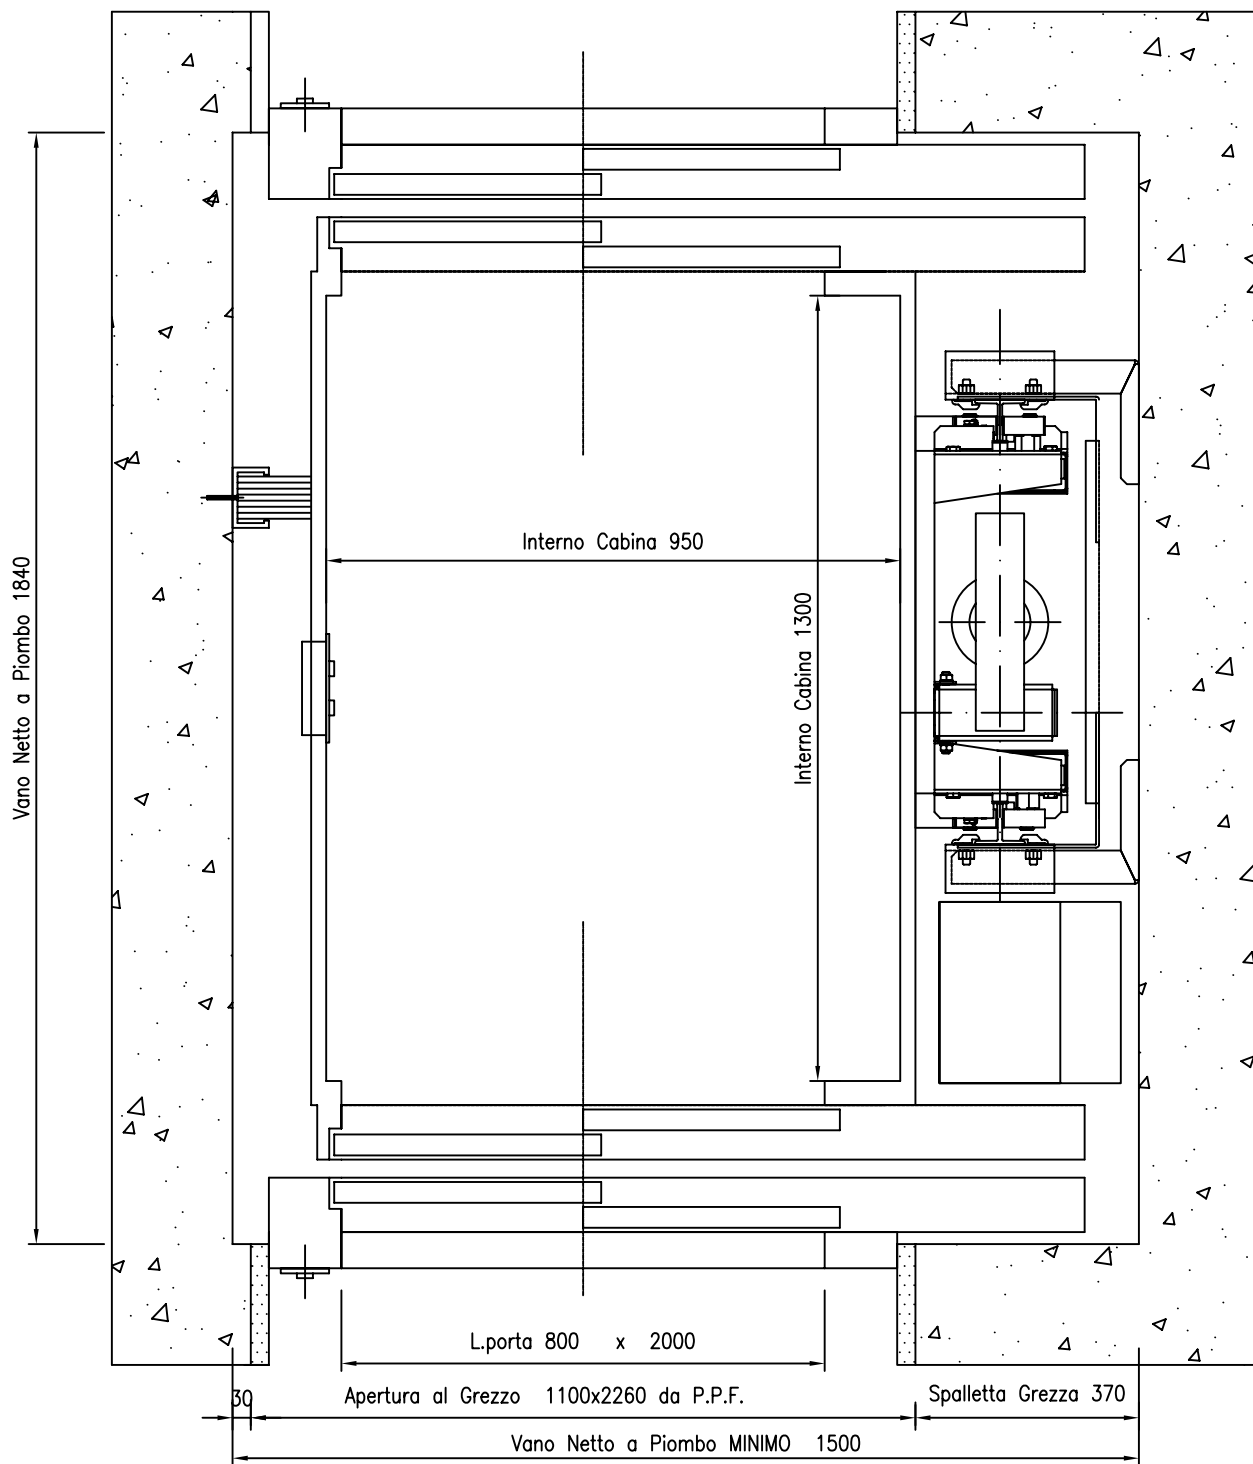 Interno Cabina 950
Interno Cabina 1300
Vano Netto a Piombo 1840
L.porta 800 x 2000
30
Apertura al Grezzo 1100x2260 da P.P.F.
Spalletta Grezza 370
Vano Netto a Piombo MINIMO 1500